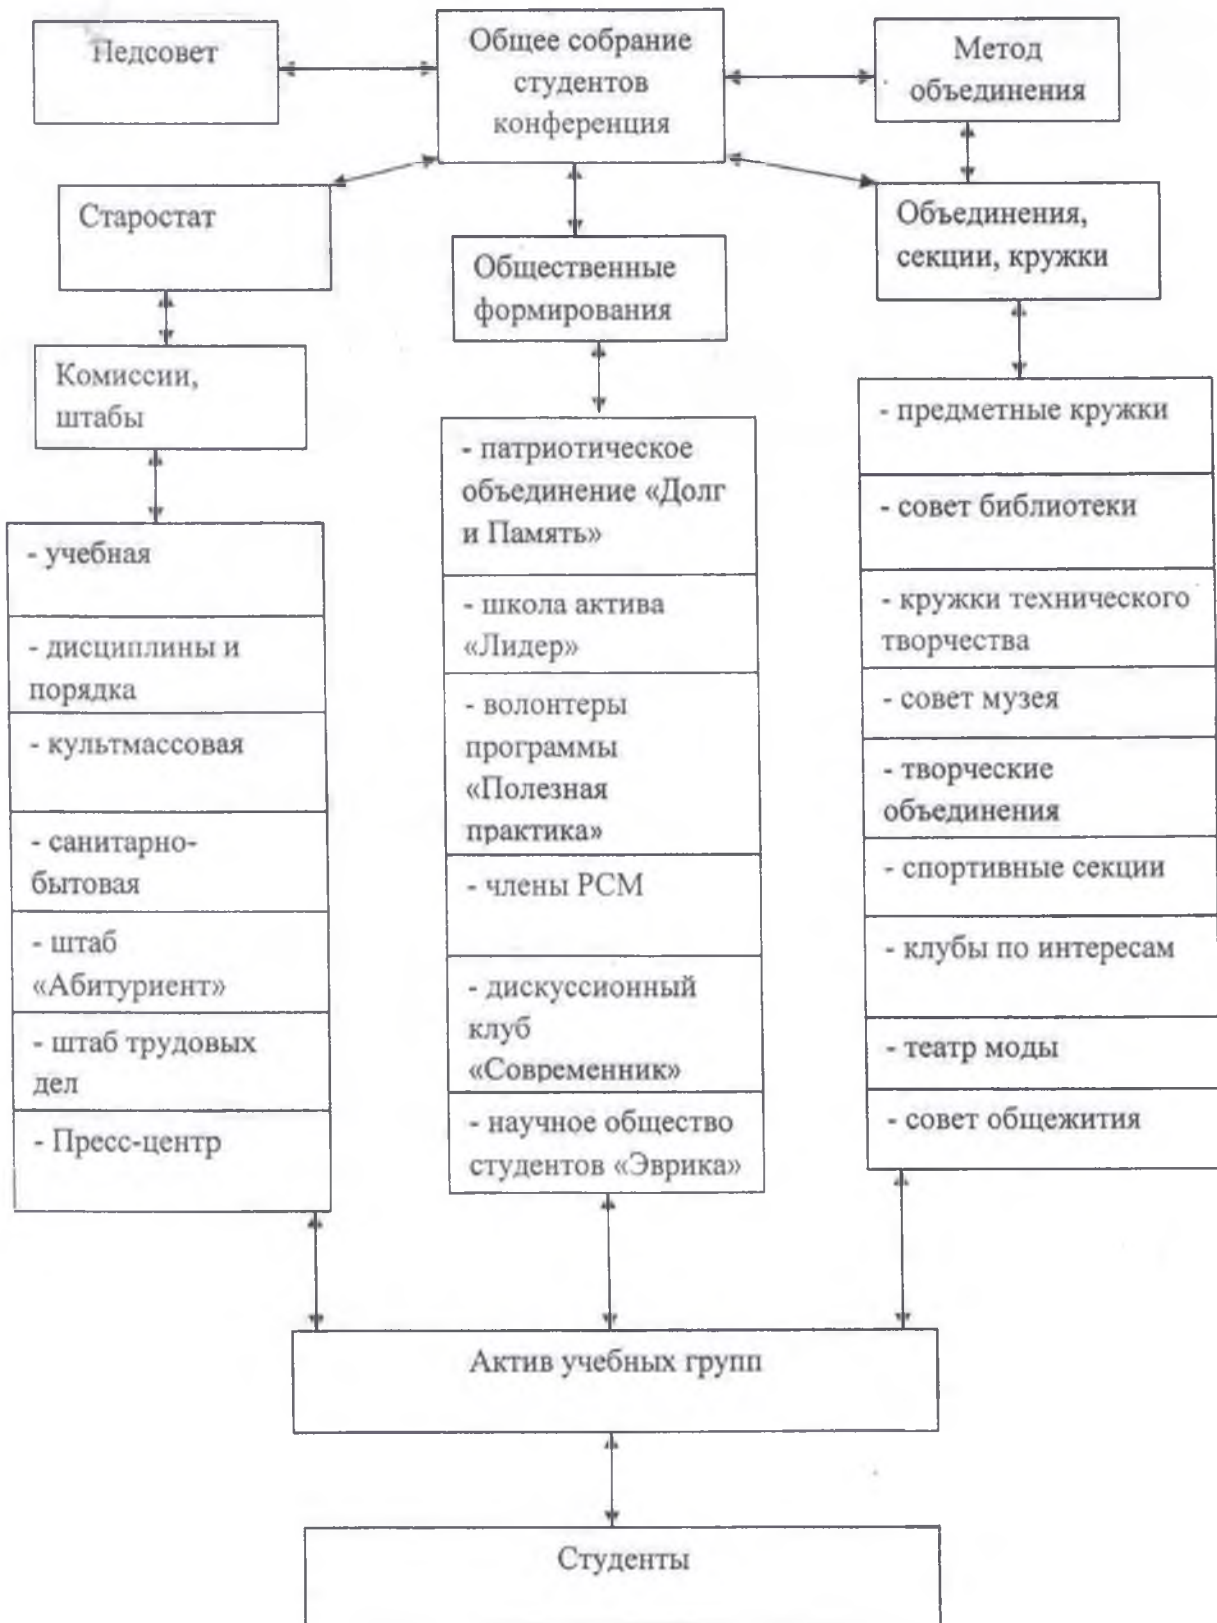 Педсовет
Общее собрание
студентов
конференция
Метод
объединения
Старостат
Общественные
формирования
Объединения,
секции, кружки
Комиссии,
штабы
- учебная
- дисциплины и
порядка
- культмассовая
- санитарно-
бытовая
- штаб
«Абитуриент»
- штаб трудовых
дел
- Пресс-центр
- патриотическое
объединение «Долг
и Память»
- школа актива
«Лидер»
- волонтеры
программы
«Полезная
практика»
- члены РСМ
- дискуссионный
клуб
«Современник»
- научное общество
студентов «Эврика»
- предметные кружки
- совет библиотеки
- кружки технического
творчества
- совет музея
- творческие
объединения
- спортивные секции
- клубы по интересам
- театр моды
- совет общежития
Актив учебных групп
Студенты